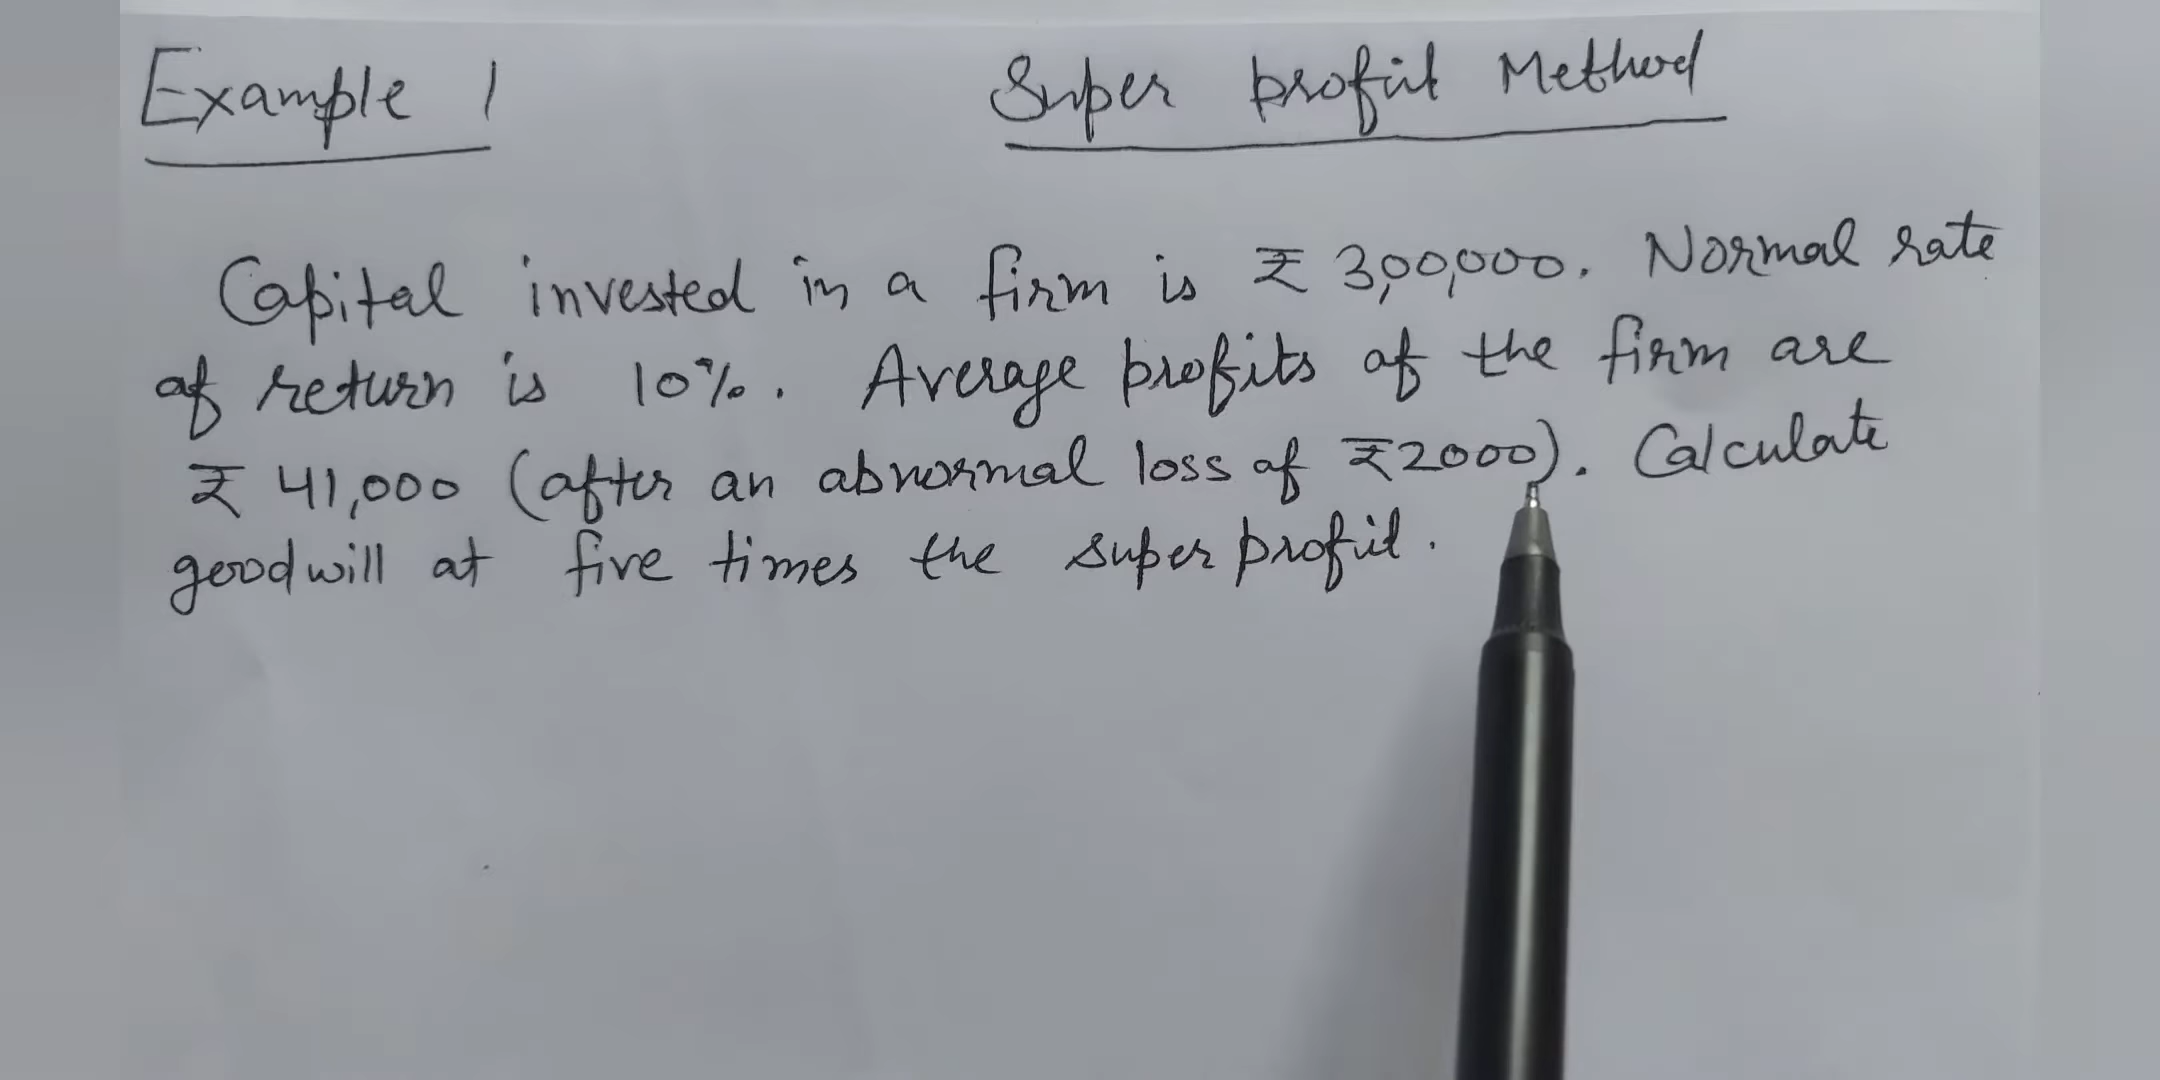 Example 1
Super profit Method
Capital invested in a firm is ₹ 3,00,000. Normal rate
of return is 10%. Average profits of the firm are
₹ 41,000 (after an abnormal loss of ₹2000). Calculate
goodwill at five times the super profit.